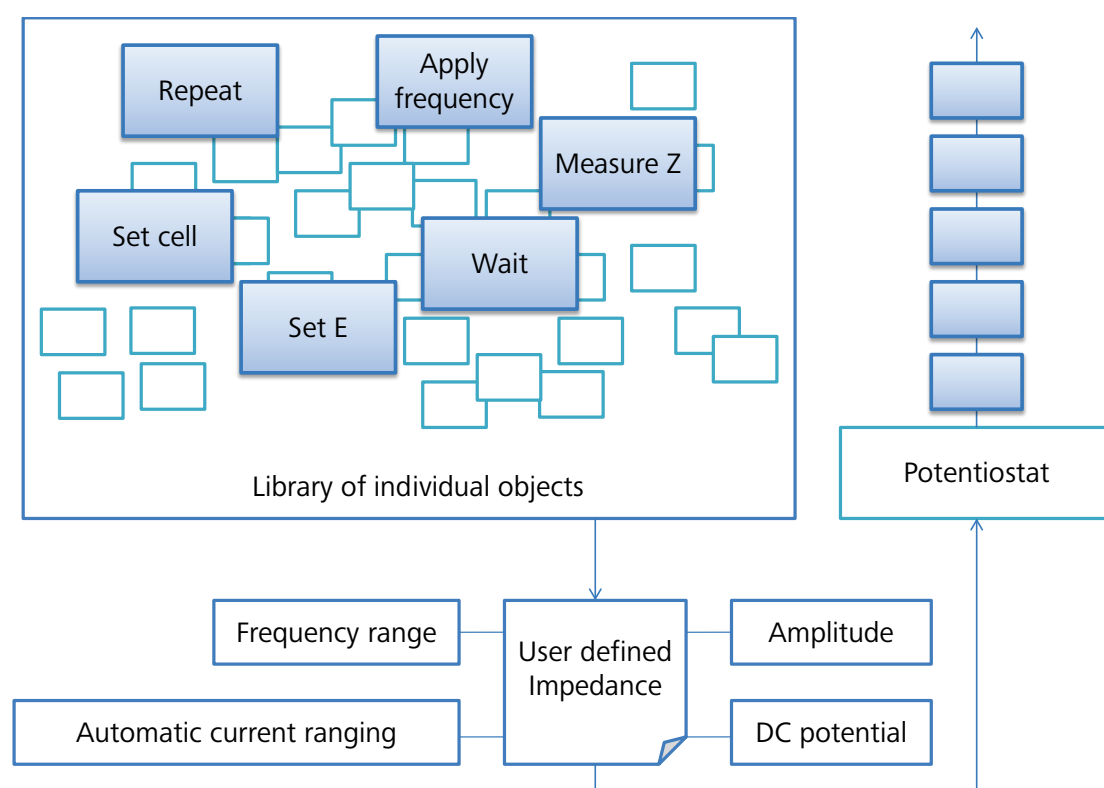 Repeat
Apply
frequency
Measure Z
Set cell
Wait
Set E
Library of individual objects
Potentiostat
Frequency range
User defined
Impedance
Amplitude
Automatic current ranging
DC potential